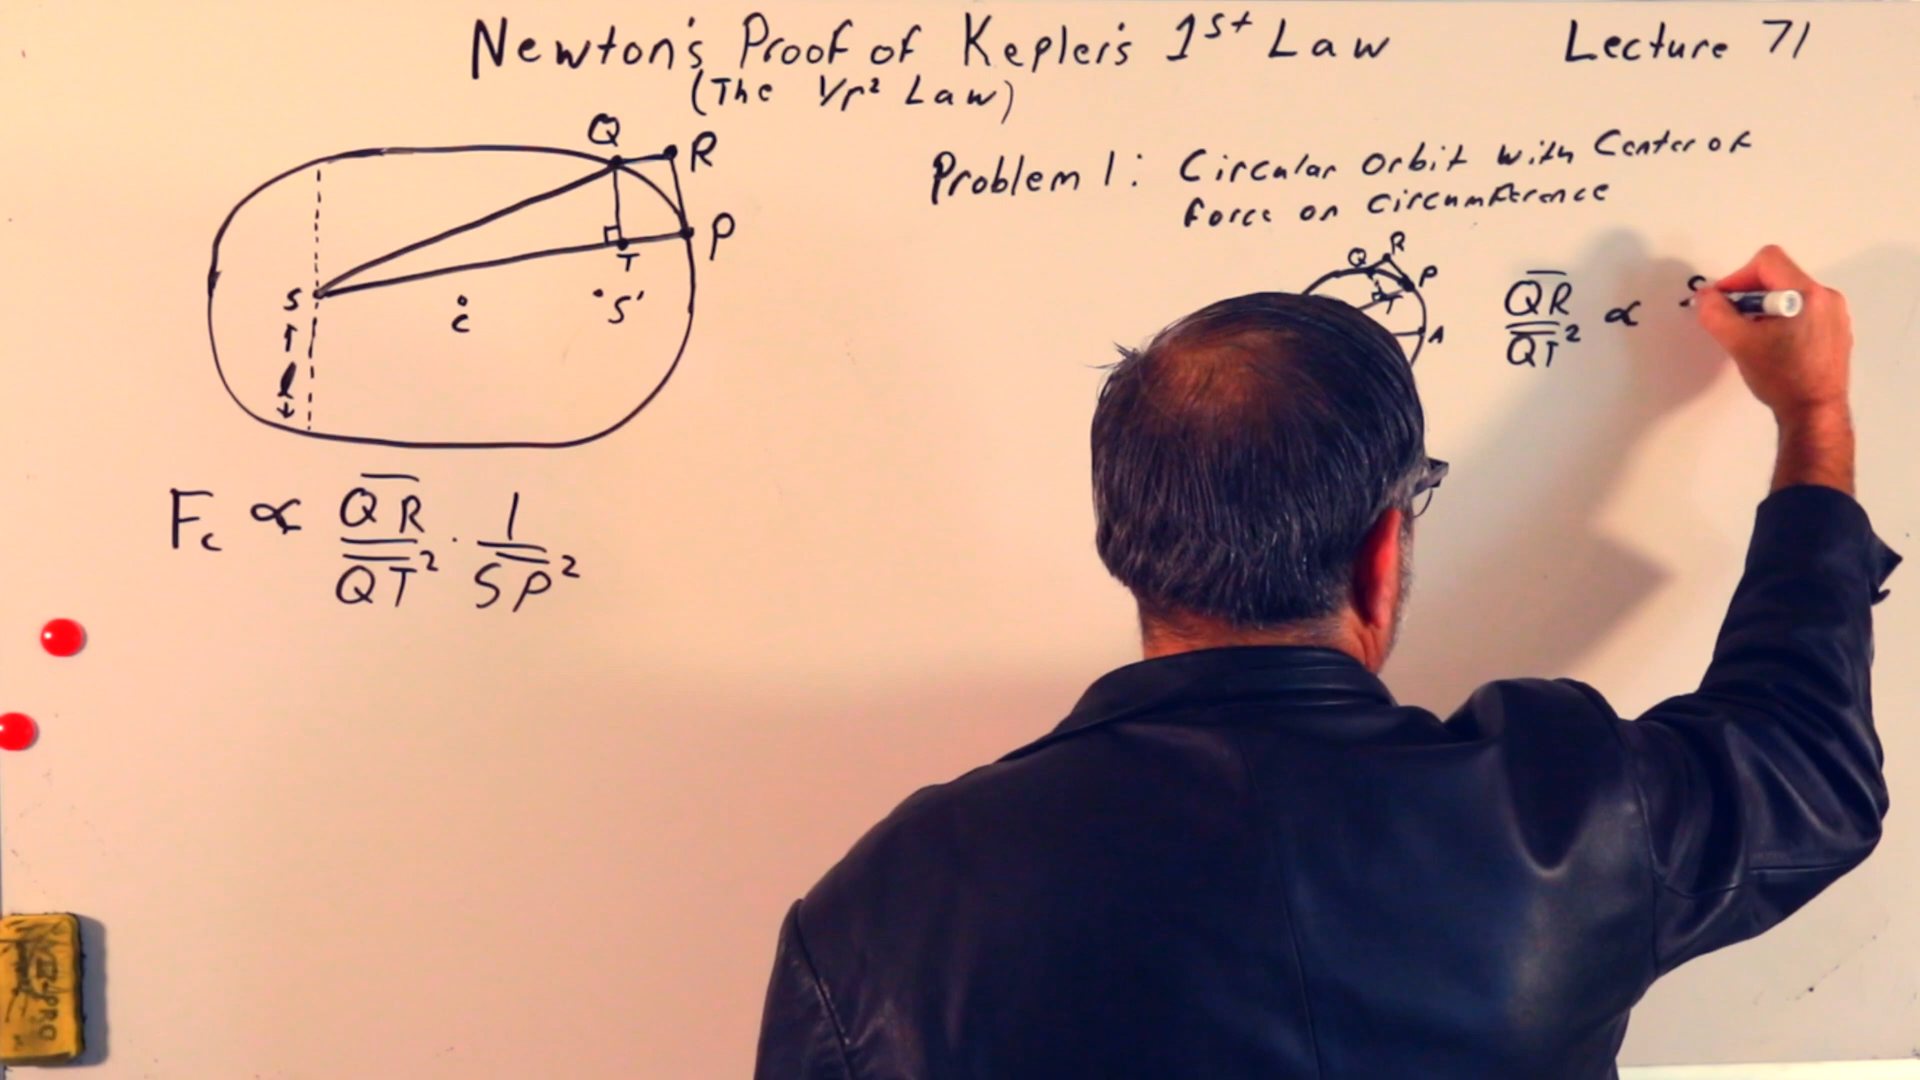 Newton's Proof of Kepler's 1st Law
Lecture 71
(The 1/r² Law)
Q
R
P
T
S
S'
c
l
Fc ∝ QR/QT² · 1/SP²
Problem 1: Circular Orbit with Center of
Force on Circumference
R
Q
P
T
A
QR/QT² ∝ S
PRO